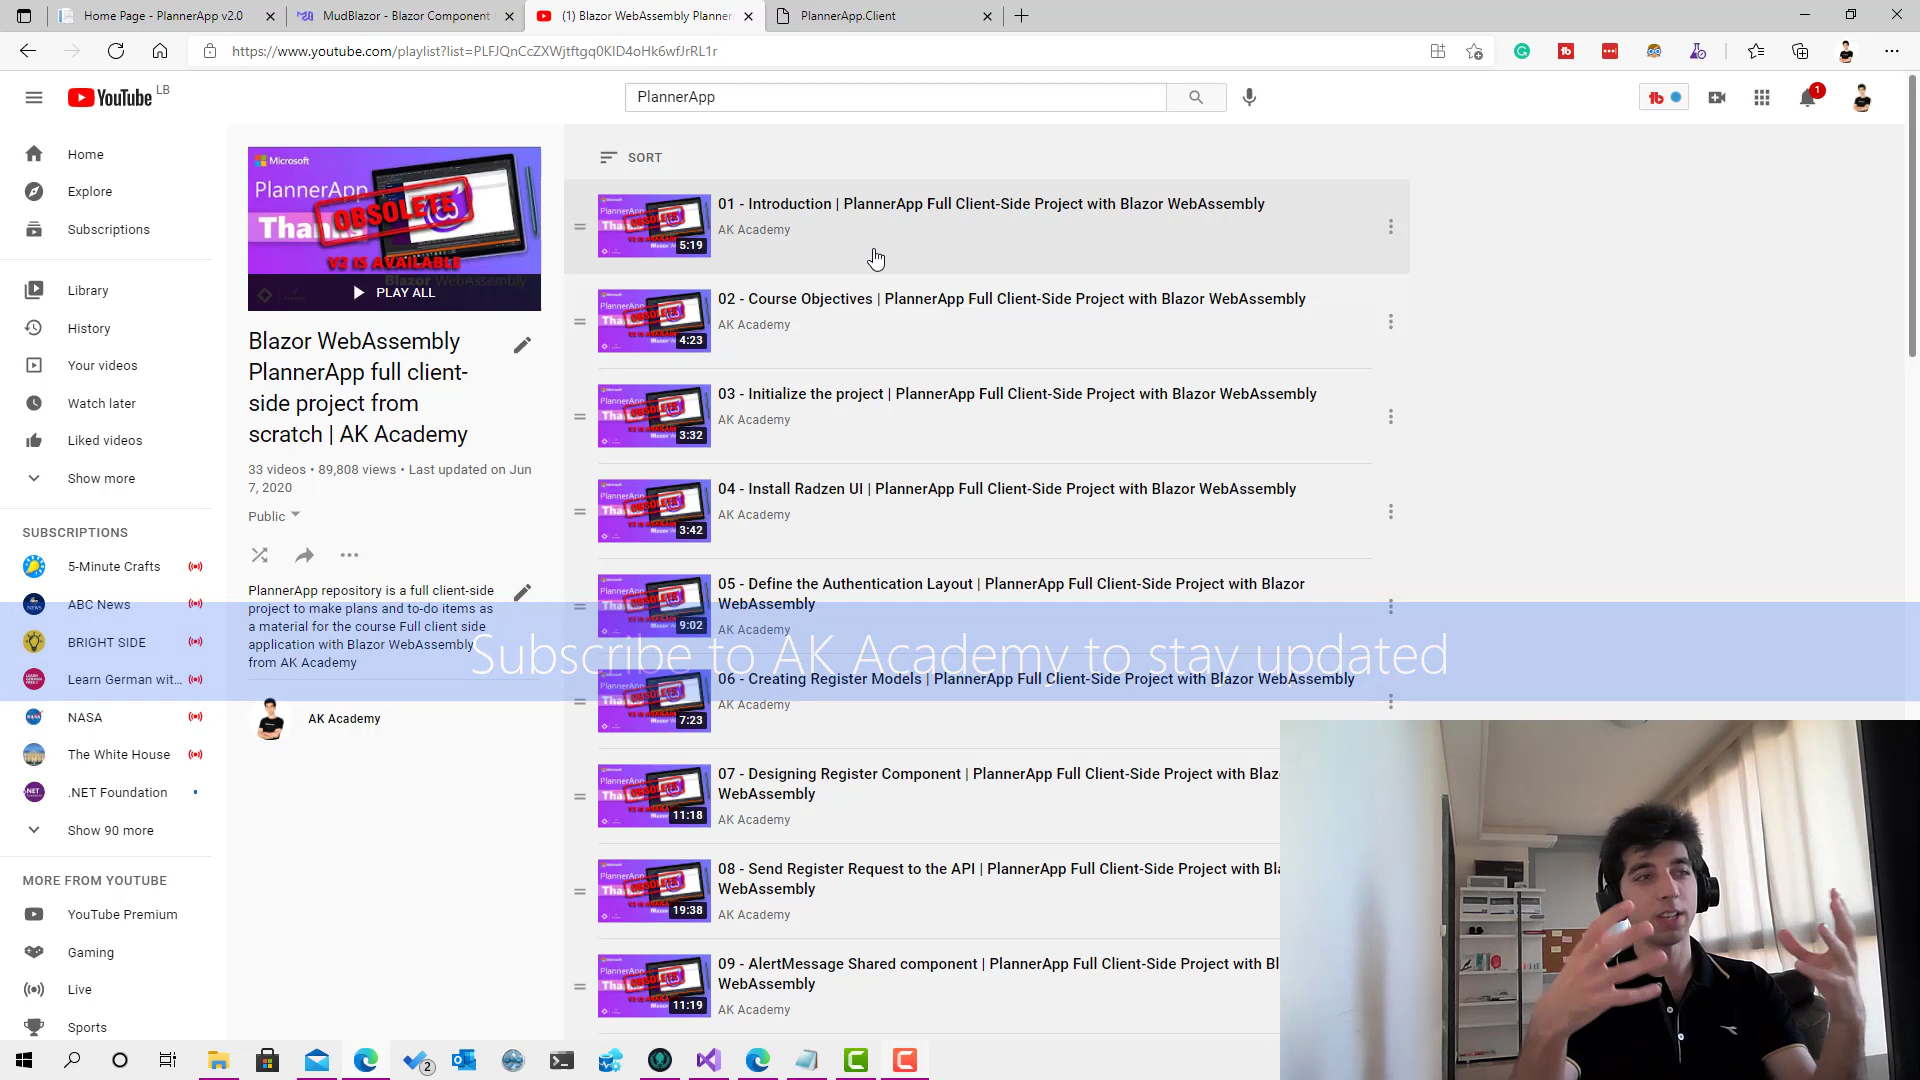 Home Page - PlannerApp v2.0
MudBlazor - Blazor Component
(1) Blazor WebAssembly Planner
PlannerApp.Client
https://www.youtube.com/playlist?list=PLFJQnCcZXWjtftgq0KID4oHk6wfJrRL1r
YouTube LB
PlannerApp
1
Home
Explore
Subscriptions
Library
History
Your videos
Watch later
Liked videos
Show more
SUBSCRIPTIONS
5-Minute Crafts
ABC News
BRIGHT SIDE
Learn German wit...
NASA
The White House
.NET Foundation
Show 90 more
MORE FROM YOUTUBE
YouTube Premium
Gaming
Live
Sports
Microsoft
PlannerApp
Thanks
OBSOLETE
V2 IS AVAILABLE
PLAY ALL
Blazor WebAssembly
PlannerApp full client-
side project from
scratch | AK Academy
33 videos • 89,808 views • Last updated on Jun
7, 2020
Public
PlannerApp repository is a full client-side
project to make plans and to-do items as
a material for the course Full client side
application with Blazor WebAssembly
from AK Academy
AK Academy
SORT
01 - Introduction | PlannerApp Full Client-Side Project with Blazor WebAssembly
AK Academy
5:19
02 - Course Objectives | PlannerApp Full Client-Side Project with Blazor WebAssembly
AK Academy
4:23
03 - Initialize the project | PlannerApp Full Client-Side Project with Blazor WebAssembly
AK Academy
3:32
04 - Install Radzen UI | PlannerApp Full Client-Side Project with Blazor WebAssembly
AK Academy
3:42
05 - Define the Authentication Layout | PlannerApp Full Client-Side Project with Blazor
WebAssembly
AK Academy
9:02
Subscribe to AK Academy to stay updated
06 - Creating Register Models | PlannerApp Full Client-Side Project with Blazor WebAssembly
AK Academy
7:23
07 - Designing Register Component | PlannerApp Full Client-Side Project with Blaz
WebAssembly
AK Academy
11:18
08 - Send Register Request to the API | PlannerApp Full Client-Side Project with Bla
WebAssembly
AK Academy
19:38
09 - AlertMessage Shared component | PlannerApp Full Client-Side Project with Bl
WebAssembly
AK Academy
11:19
2